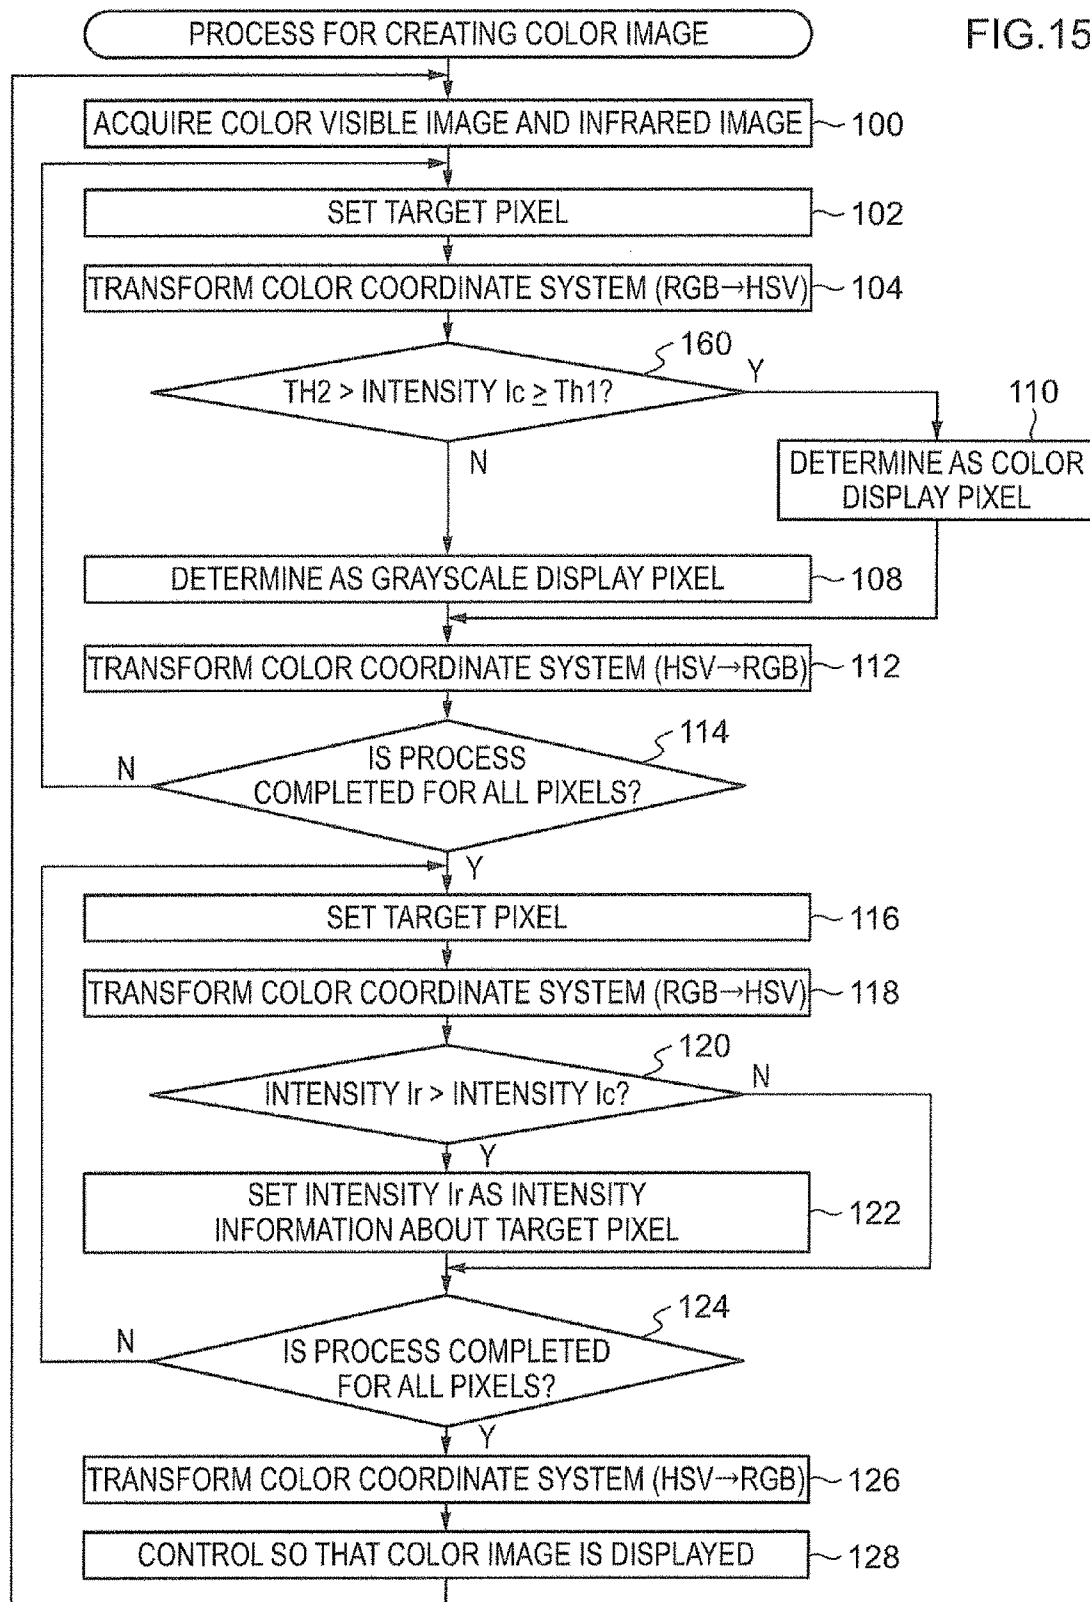 PROCESS FOR CREATING COLOR IMAGE
FIG.15
ACQUIRE COLOR VISIBLE IMAGE AND INFRARED IMAGE
100
SET TARGET PIXEL
102
TRANSFORM COLOR COORDINATE SYSTEM (RGB→HSV)
104
160
TH2 > INTENSITY Ic ≥ Th1?
Y
N
110
DETERMINE AS COLOR
DISPLAY PIXEL
DETERMINE AS GRAYSCALE DISPLAY PIXEL
108
TRANSFORM COLOR COORDINATE SYSTEM (HSV→RGB)
112
114
IS PROCESS
COMPLETED FOR ALL PIXELS?
N
Y
SET TARGET PIXEL
116
TRANSFORM COLOR COORDINATE SYSTEM (RGB→HSV)
118
120
INTENSITY Ir > INTENSITY Ic?
N
Y
SET INTENSITY Ir AS INTENSITY
INFORMATION ABOUT TARGET PIXEL
122
124
N
IS PROCESS COMPLETED
FOR ALL PIXELS?
Y
TRANSFORM COLOR COORDINATE SYSTEM (HSV→RGB)
126
CONTROL SO THAT COLOR IMAGE IS DISPLAYED
128